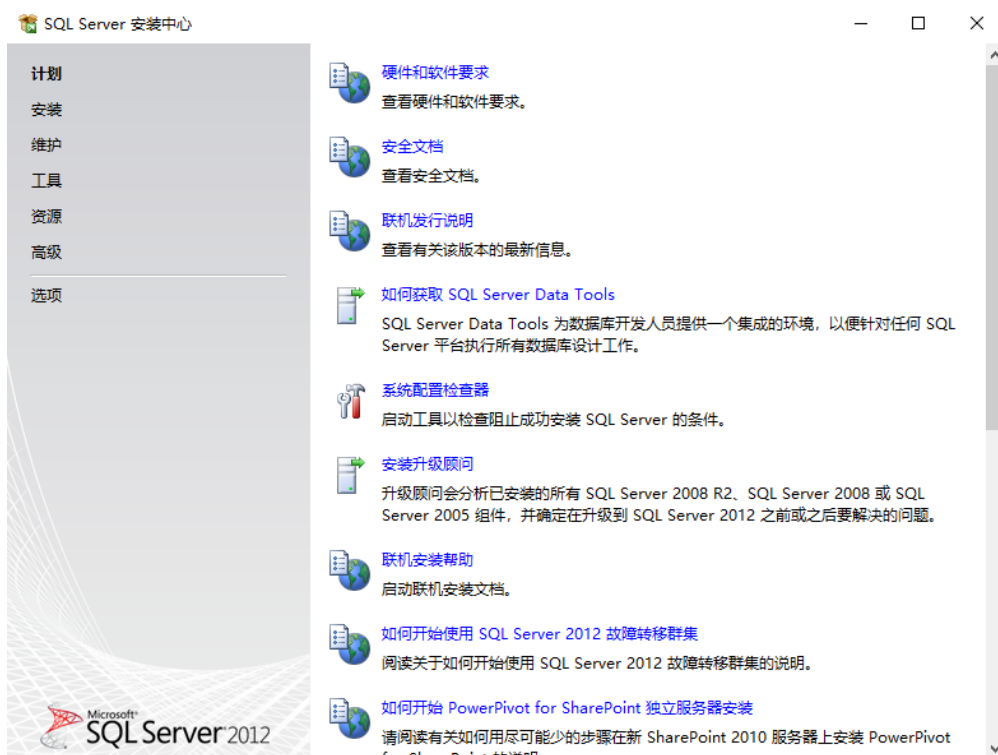 SQL Server 安装中心
计划
安装
维护
工具
资源
高级
选项
硬件和软件要求
查看硬件和软件要求。
安全文档
查看安全文档。
联机发行说明
查看有关该版本的最新信息。
如何获取 SQL Server Data Tools
SQL Server Data Tools 为数据库开发人员提供一个集成的环境，以便针对任何 SQL
Server 平台执行所有数据库设计工作。
系统配置检查器
启动工具以检查阻止成功安装 SQL Server 的条件。
安装升级顾问
升级顾问会分析已安装的所有 SQL Server 2008 R2、SQL Server 2008 或 SQL
Server 2005 组件，并确定在升级到 SQL Server 2012 之前或之后要解决的问题。
联机安装帮助
启动联机安装文档。
如何开始使用 SQL Server 2012 故障转移群集
阅读关于如何开始使用 SQL Server 2012 故障转移群集的说明。
如何开始 PowerPivot for SharePoint 独立服务器安装
请阅读有关如何用尽可能少的步骤在新 SharePoint 2010 服务器上安装 PowerPivot
Microsoft®
SQL Server® 2012